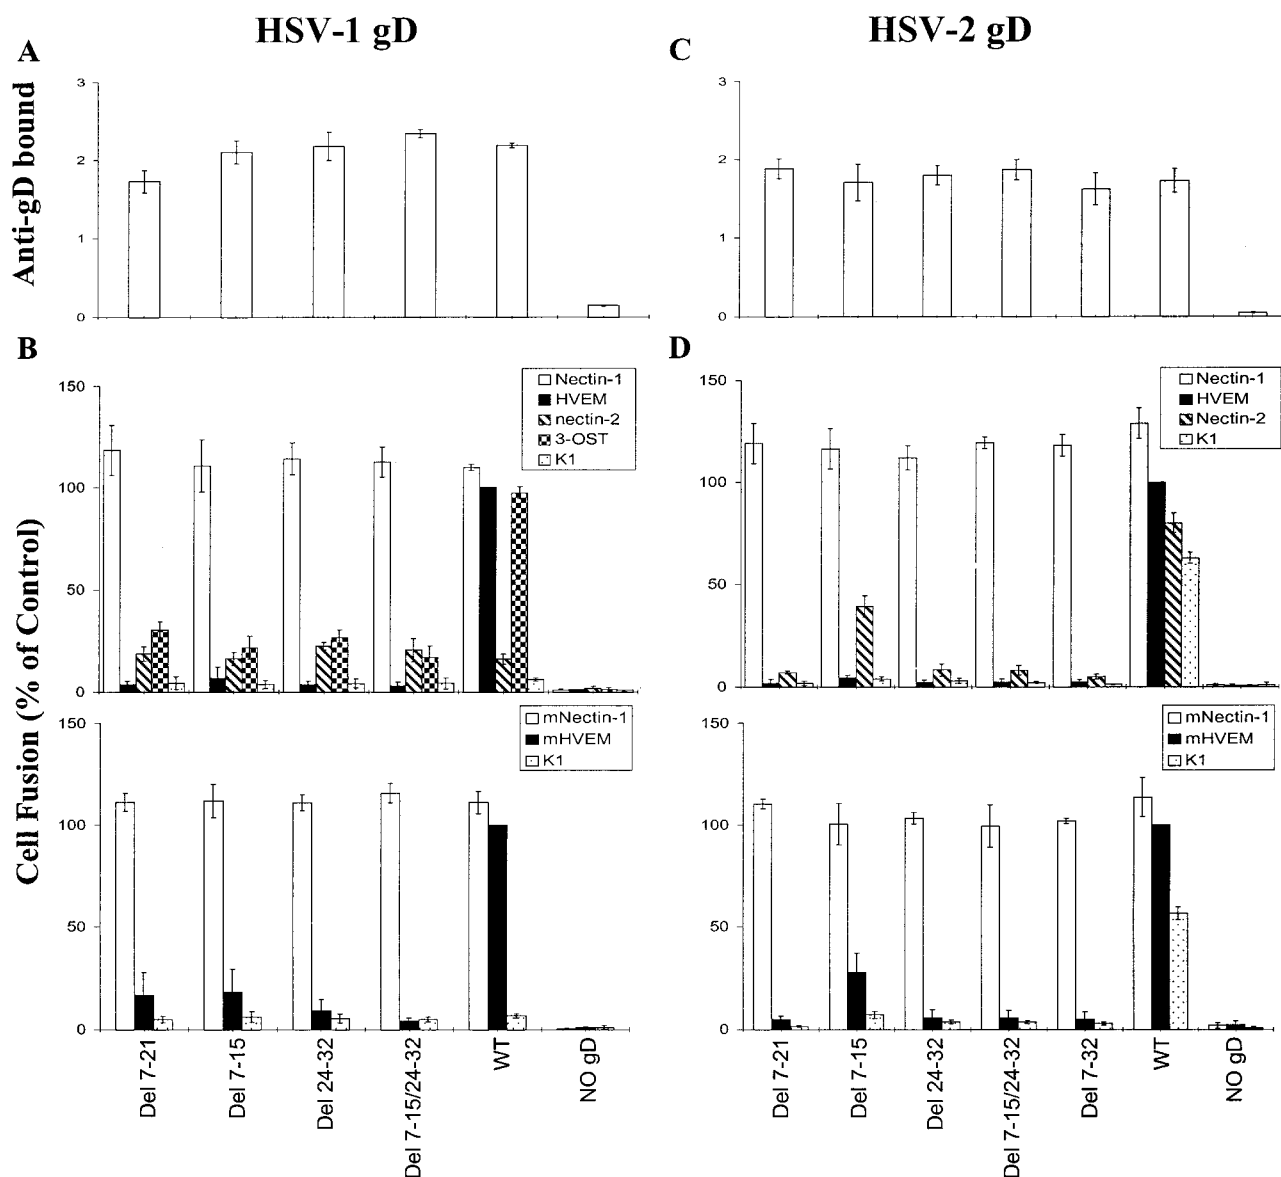 HSV-1 gD
HSV-2 gD
A
Anti-gD bound
3
2
1
0
C
3
2
1
0
B
Cell Fusion (% of Control)
150
100
50
0
Nectin-1
HVEM
nectin-2
3-OST
K1
D
150
100
50
0
Nectin-1
HVEM
Nectin-2
K1
150
100
50
0
mNectin-1
mHVEM
K1
150
100
50
0
mNectin-1
mHVEM
K1
Del 7-21
Del 7-15
Del 24-32
Del 7-15/24-32
WT
NO gD
Del 7-21
Del 7-15
Del 24-32
Del 7-15/24-32
Del 7-32
WT
NO gD